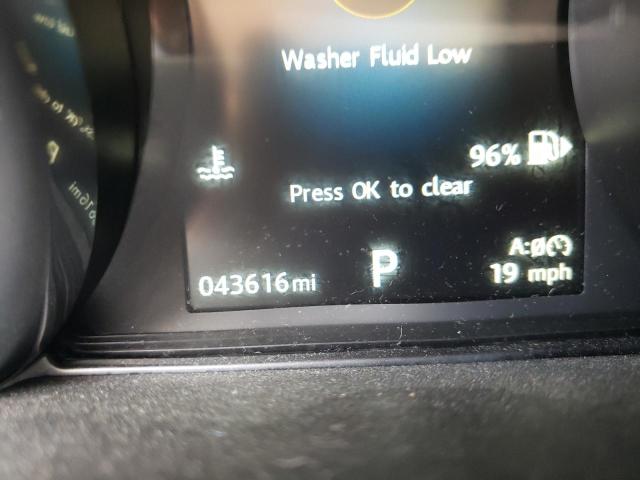 Washer Fluid Low
96%
Press OK to clear
A:Ø
043616mi P 19 mph